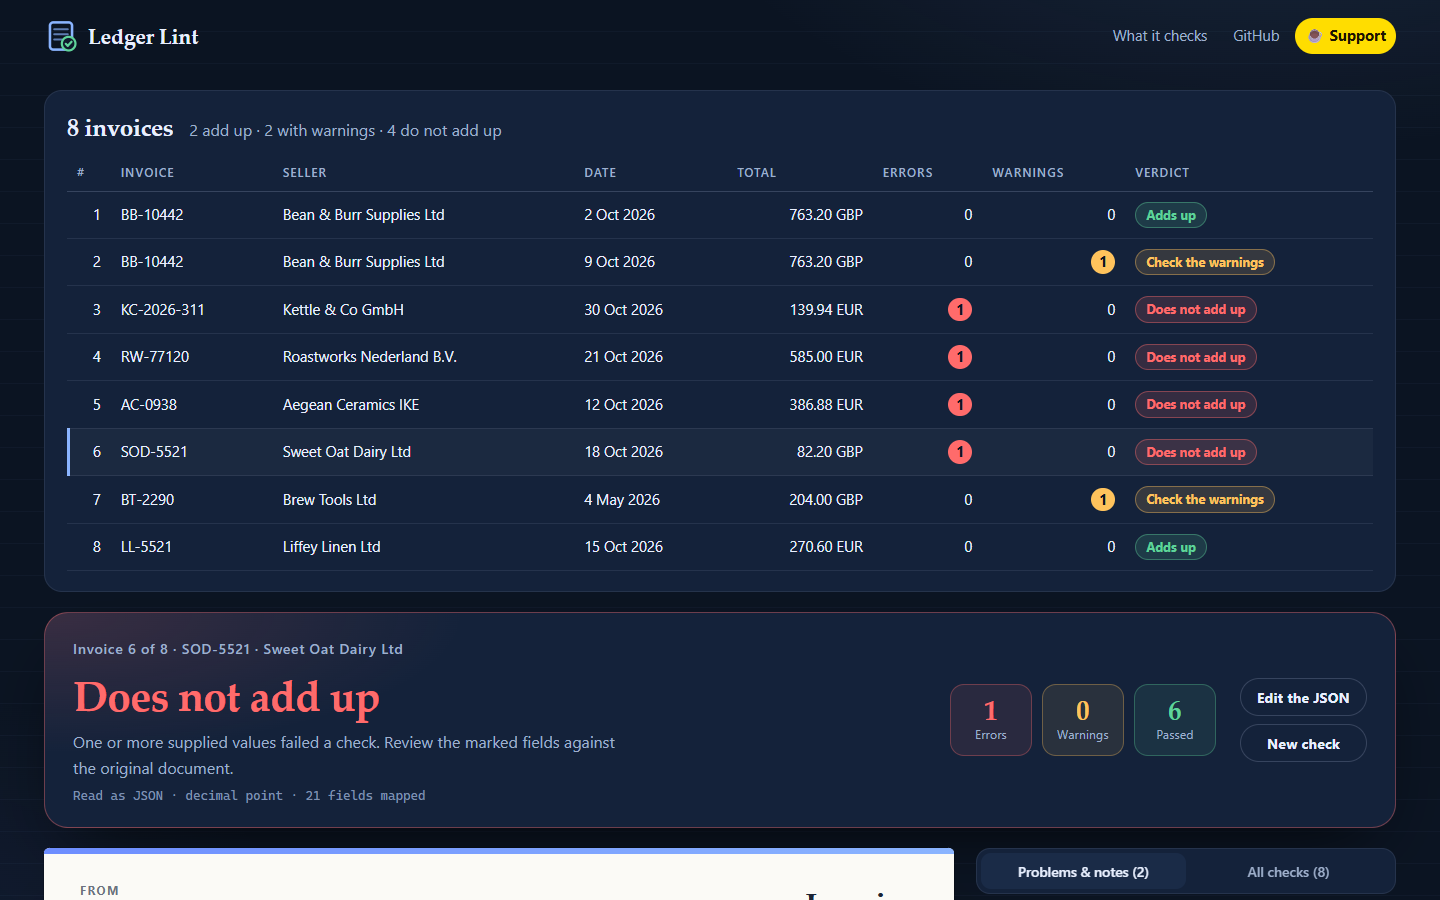 Ledger Lint
What it checks
GitHub
Support
8 invoices 2 add up · 2 with warnings · 4 do not add up
# INVOICE SELLER DATE TOTAL ERRORS WARNINGS VERDICT
1 BB-10442 Bean & Burr Supplies Ltd 2 Oct 2026 763.20 GBP 0 0 Adds up
2 BB-10442 Bean & Burr Supplies Ltd 9 Oct 2026 763.20 GBP 0 1 Check the warnings
3 KC-2026-311 Kettle & Co GmbH 30 Oct 2026 139.94 EUR 1 0 Does not add up
4 RW-77120 Roastworks Nederland B.V. 21 Oct 2026 585.00 EUR 1 0 Does not add up
5 AC-0938 Aegean Ceramics IKE 12 Oct 2026 386.88 EUR 1 0 Does not add up
6 SOD-5521 Sweet Oat Dairy Ltd 18 Oct 2026 82.20 GBP 1 0 Does not add up
7 BT-2290 Brew Tools Ltd 4 May 2026 204.00 GBP 0 1 Check the warnings
8 LL-5521 Liffey Linen Ltd 15 Oct 2026 270.60 EUR 0 0 Adds up
Invoice 6 of 8 · SOD-5521 · Sweet Oat Dairy Ltd
Does not add up
One or more supplied values failed a check. Review the marked fields against
the original document.
Read as JSON · decimal point · 21 fields mapped
1
Errors
0
Warnings
6
Passed
Edit the JSON
New check
FROM
Problems & notes (2)
All checks (8)